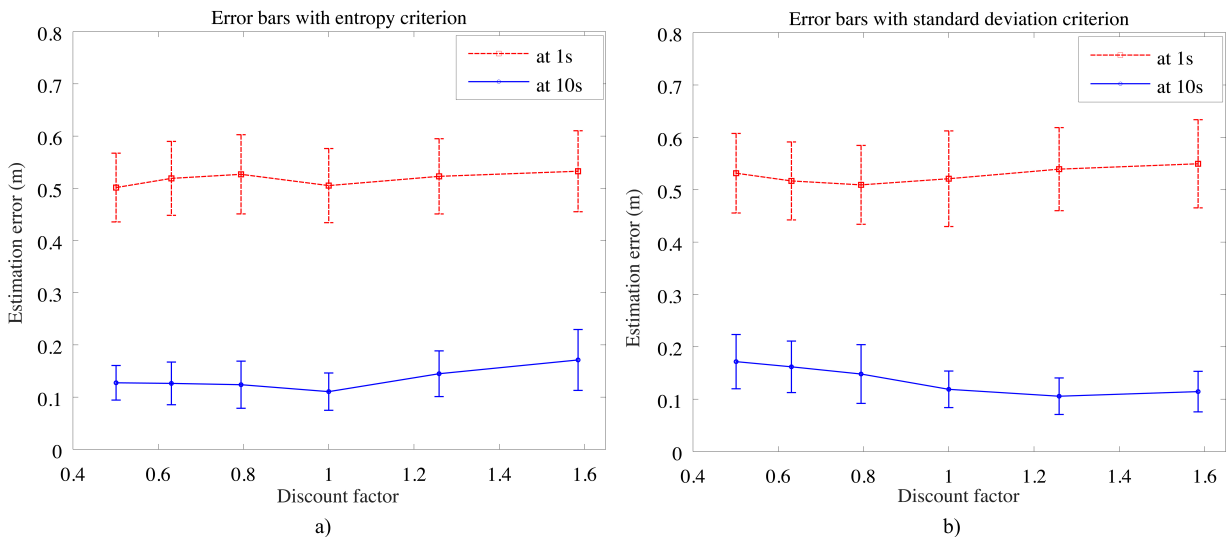 Error bars with entropy criterion
0.8
0.7
0.6
0.5
0.4
0.3
0.2
0.1
0
Estimation error (m)
at 1s
at 10s
0.4
0.6
0.8
1
1.2
1.4
1.6
Discount factor
a)
Error bars with standard deviation criterion
0.8
0.7
0.6
0.5
0.4
0.3
0.2
0.1
0
Estimation error (m)
at 1s
at 10s
0.4
0.6
0.8
1
1.2
1.4
1.6
Discount factor
b)